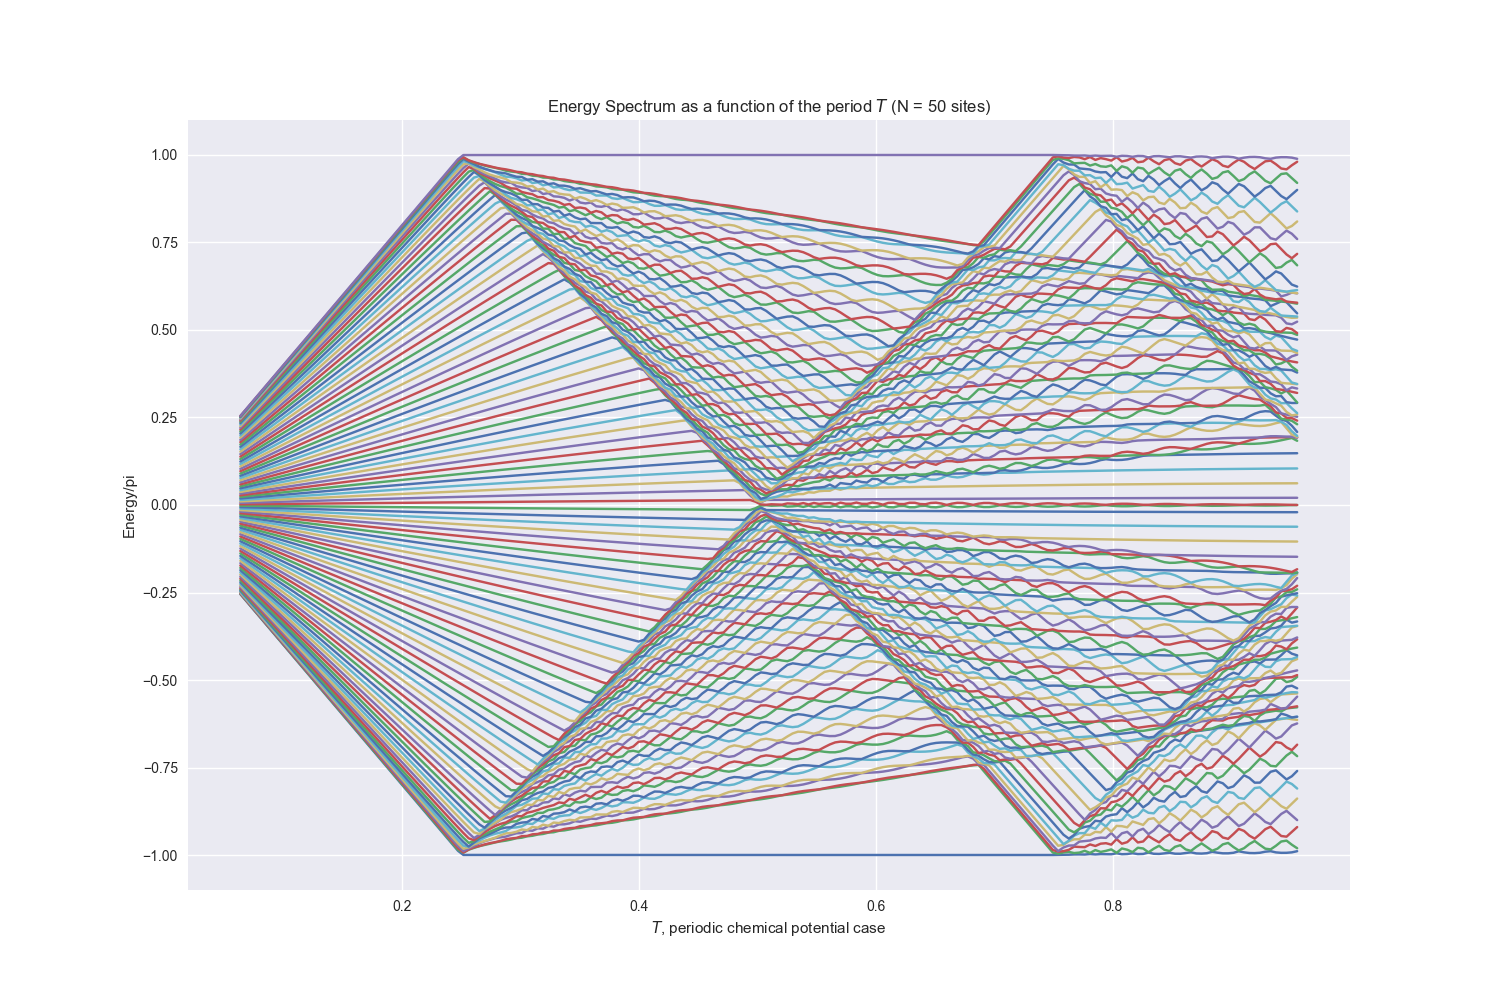 Energy Spectrum as a function of the period T (N = 50 sites)
1.00
0.75
0.50
0.25
0.00
−0.25
−0.50
−0.75
−1.00
Energy/pi
0.2 0.4 0.6 0.8
T, periodic chemical potential case